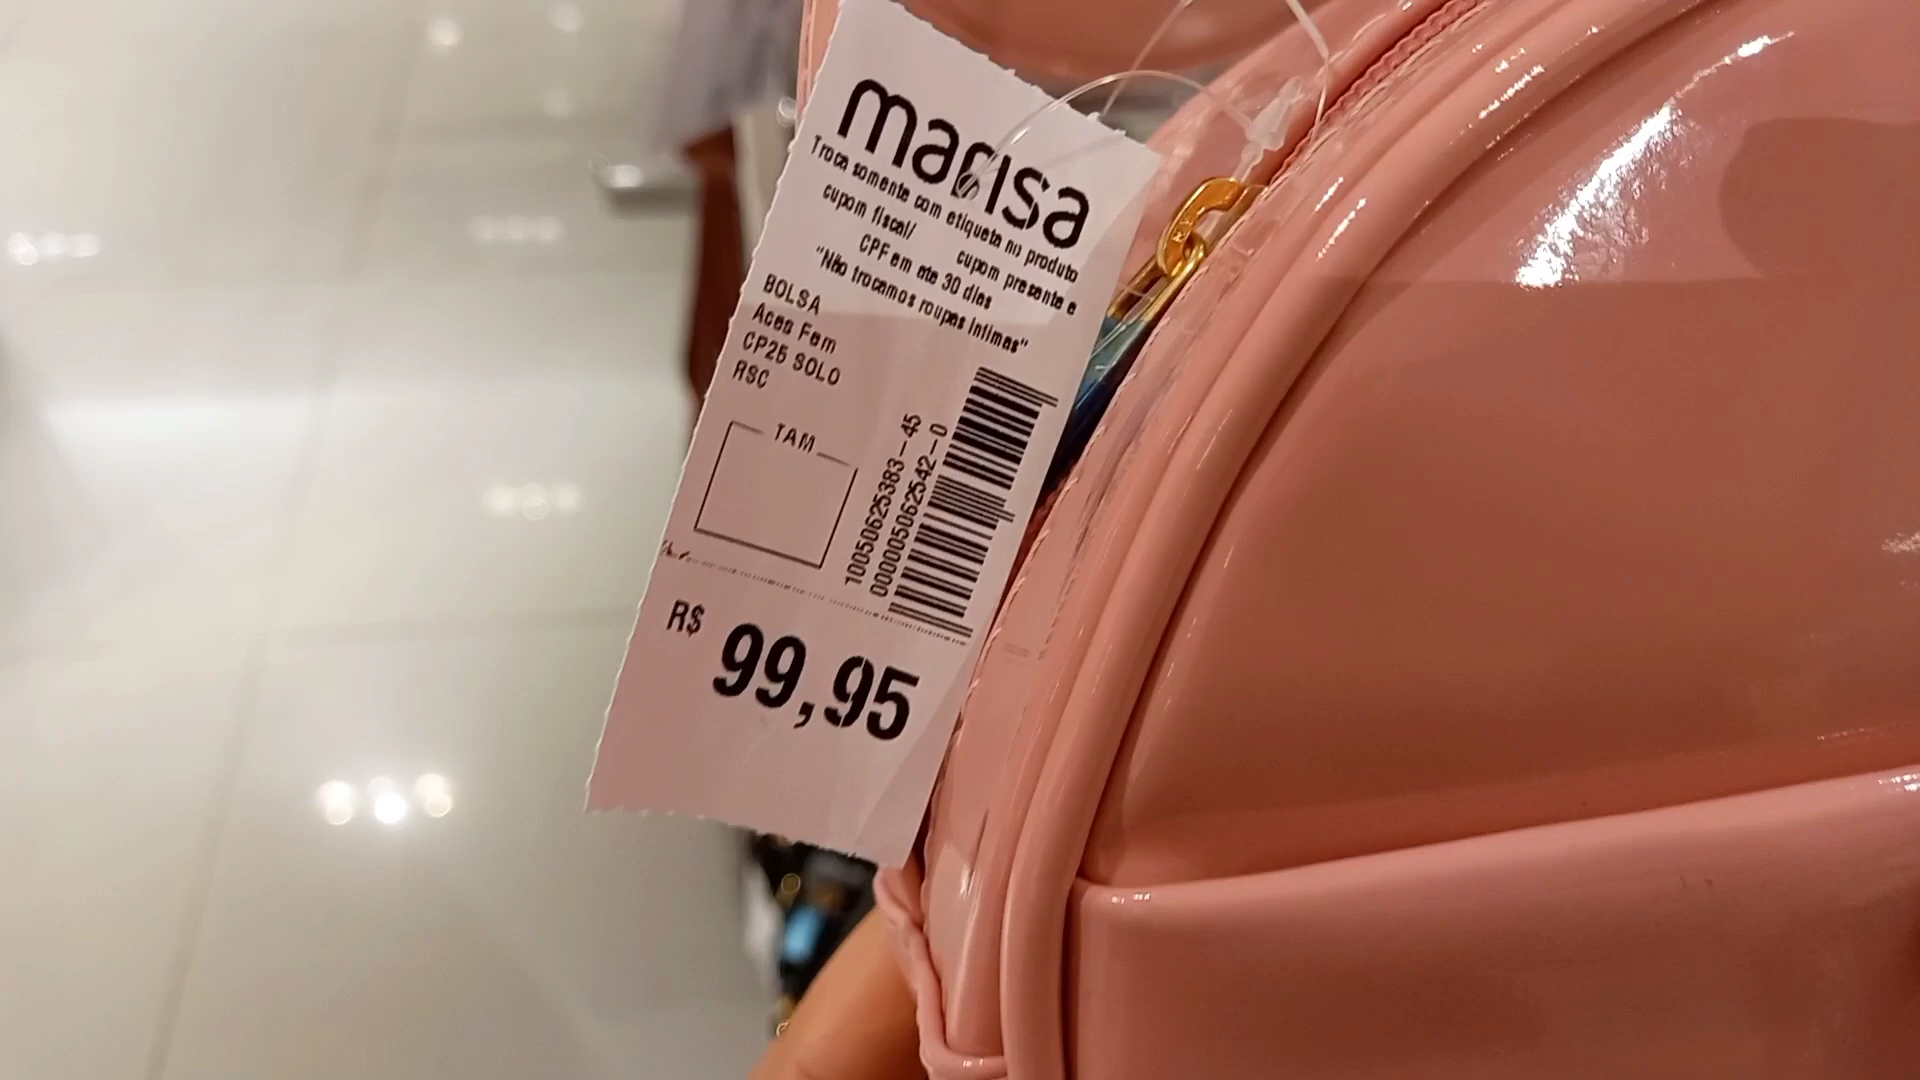 marisa
Troca somente com etiqueta no produto
cupom fiscal/ cupom presente e
CPF em ate 30 dias
"Não trocamos roupas íntimas"
BOLSA
Aces Fem
CP25 SOLO
RSC
TAM
10050625383-45
000005062542-0
R$ 99,95